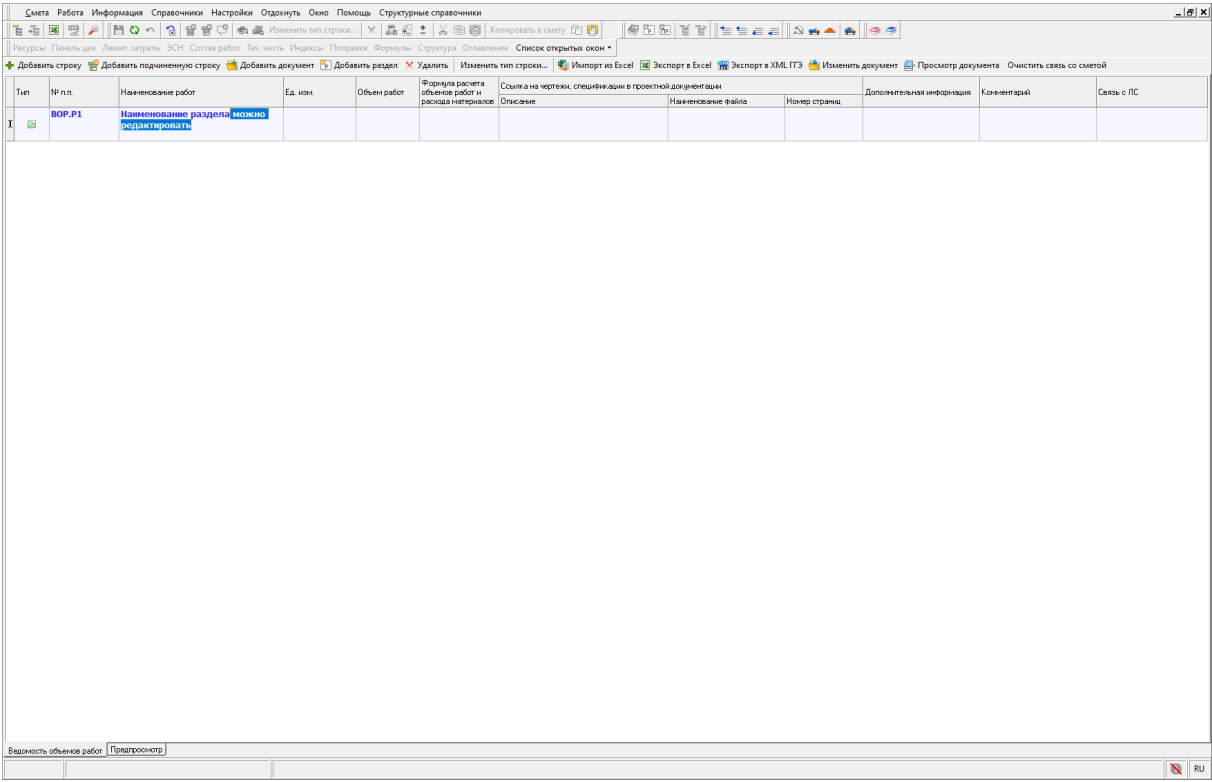 Смета Работа Информация Справочники Настройки Отдохнуть Окно Помощь Структурные справочники
Изменить тип строки... Копировать в смету
Ресурсы Панель цен Лимит. затраты ЭСН Состав работ Тех. часть Индексы Поправки Формулы Структура Оглавление Список открытых окон
Добавить строку Добавить подчиненную строку Добавить документ Добавить раздел Удалить Изменить тип строки... Импорт из Excel Экспорт в Excel Экспорт в XML ГГЭ Изменить документ Просмотр документа Очистить связь со сметой
Тип № п.п. Наименование работ Ед. изм. Объем работ Формула расчета объемов работ и расхода материалов Ссылка на чертежи, спецификации в проектной документации Дополнительная информация Комментарий Связь с ЛС
Описание Наименование файла Номер страниц
ВОР.Р1 Наименование раздела можно
редактировать
Ведомость объемов работ Предпросмотр
RU